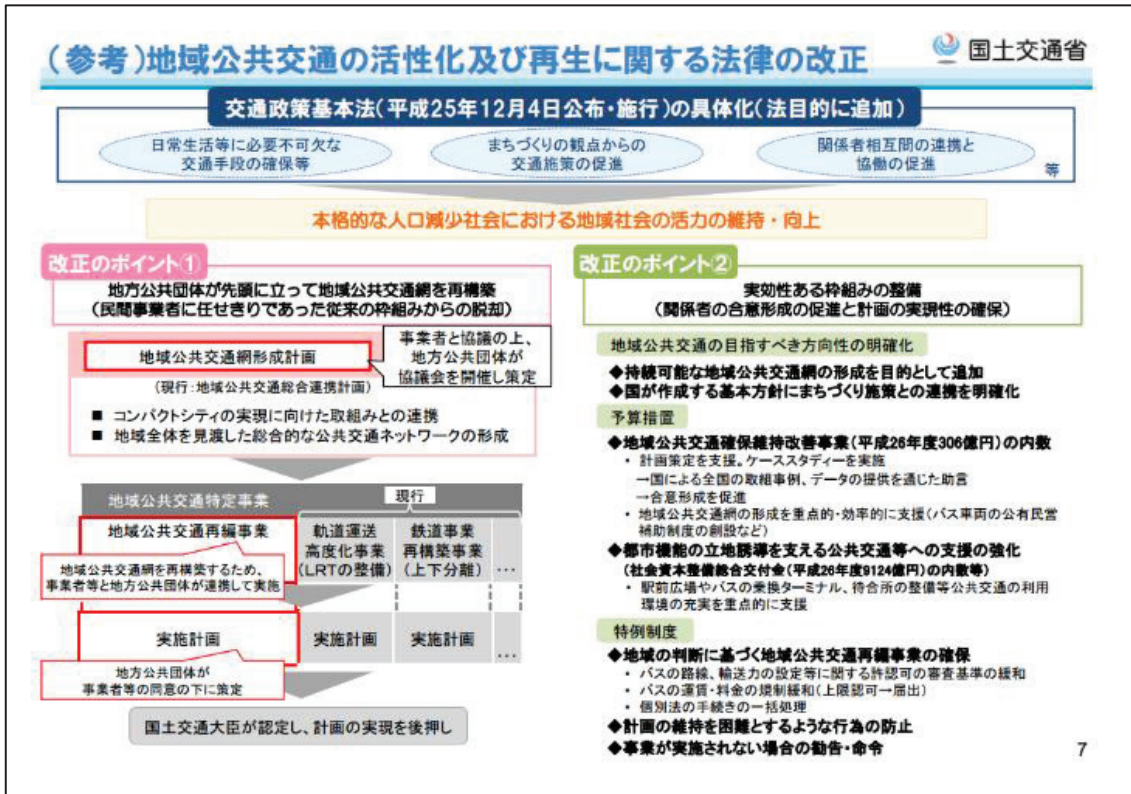 (参考)地域公共交通の活性化及び再生に関する法律の改正
国土交通省
交通政策基本法(平成25年12月4日公布・施行)の具体化(法目的に追加)
日常生活等に必要不可欠な
交通手段の確保等
まちづくりの観点からの
交通施策の促進
関係者相互間の連携と
協働の促進
等
本格的な人口減少社会における地域社会の活力の維持・向上
改正のポイント①
地方公共団体が先頭に立って地域公共交通網を再構築
(民間事業者に任せきりであった従来の枠組みからの脱却)
地域公共交通網形成計画
事業者と協議の上、
地方公共団体が
協議会を開催し策定
(現行:地域公共交通総合連携計画)
■ コンパクトシティの実現に向けた取組みとの連携
■ 地域全体を見渡した総合的な公共交通ネットワークの形成
地域公共交通特定事業
現行
地域公共交通再編事業
地域公共交通網を再構築するため、
事業者等と地方公共団体が連携して実施
軌道運送
高度化事業
(LRTの整備)
鉄道事業
再構築事業
(上下分離)
…
実施計画
実施計画
実施計画
…
地方公共団体が
事業者等の同意の下に策定
国土交通大臣が認定し、計画の実現を後押し
改正のポイント②
実効性ある枠組みの整備
(関係者の合意形成の促進と計画の実現性の確保)
地域公共交通の目指すべき方向性の明確化
◆持続可能な地域公共交通網の形成を目的として追加
◆国が作成する基本方針にまちづくり施策との連携を明確化
予算措置
◆地域公共交通確保維持改善事業(平成26年度306億円)の内数
・ 計画策定を支援。ケーススタディーを実施
→国による全国の取組事例、データの提供を通じた助言
→合意形成を促進
・ 地域公共交通網の形成を重点的・効率的に支援(バス車両の公有民営
補助制度の創設など)
◆都市機能の立地誘導を支える公共交通等への支援の強化
(社会資本整備総合交付金(平成26年度9124億円)の内数等)
・ 駅前広場やバスの乗換ターミナル、待合所の整備等公共交通の利用
環境の充実を重点的に支援
特例制度
◆地域の判断に基づく地域公共交通再編事業の確保
・ バスの路線、輸送力の設定等に関する許認可の審査基準の緩和
・ バスの運賃・料金の規制緩和(上限認可→届出)
・ 個別法の手続きの一括処理
◆計画の維持を困難とするような行為の防止
◆事業が実施されない場合の勧告・命令
7